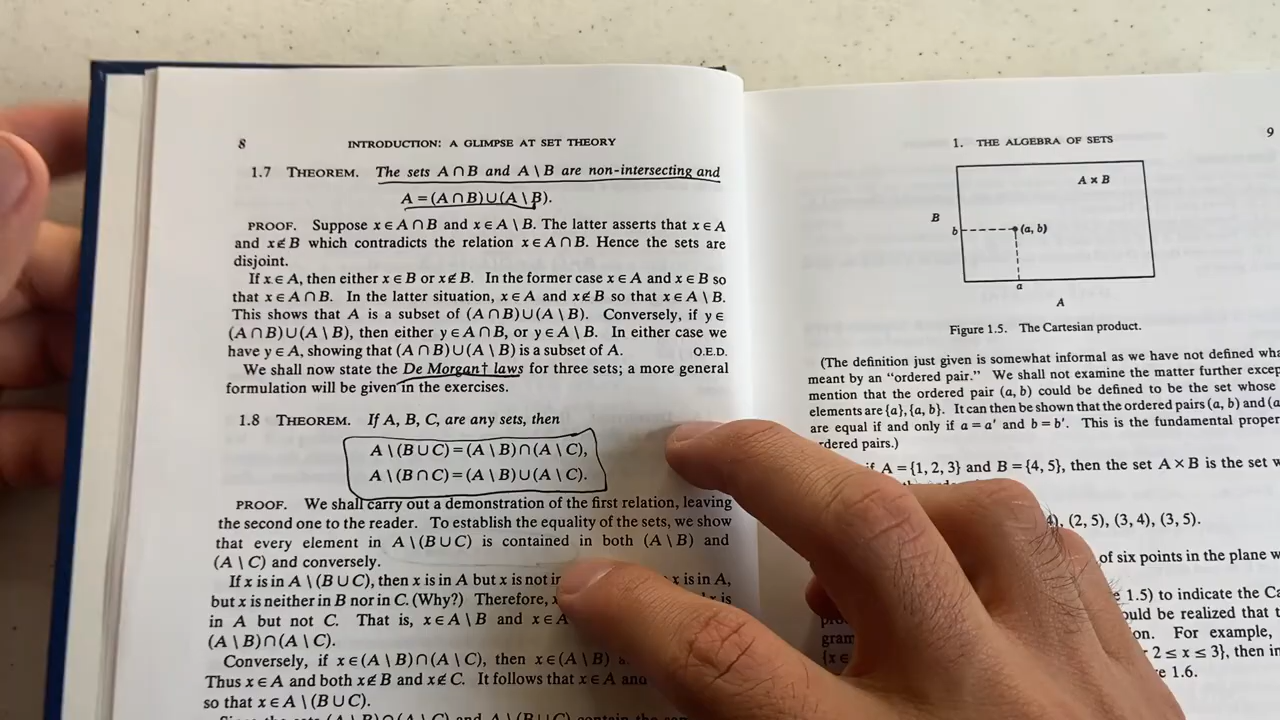 8 INTRODUCTION: A GLIMPSE AT SET THEORY
1.7 THEOREM. The sets A∩B and A\B are non-intersecting and
A=(A∩B)∪(A\B).
PROOF. Suppose x∈A∩B and x∈A\B. The latter asserts that x∈A
and x∉B which contradicts the relation x∈A∩B. Hence the sets are
disjoint.
If x∈A, then either x∈B or x∉B. In the former case x∈A and x∈B so
that x∈A∩B. In the latter situation, x∈A and x∉B so that x∈A\B.
This shows that A is a subset of (A∩B)∪(A\B). Conversely, if y∈
(A∩B)∪(A\B), then either y∈A∩B, or y∈A\B. In either case we
have y∈A, showing that (A∩B)∪(A\B) is a subset of A. Q.E.D.
We shall now state the De Morgan† laws for three sets; a more general
formulation will be given in the exercises.
1.8 THEOREM. If A, B, C, are any sets, then
A\(B∪C)=(A\B)∩(A\C),
A\(B∩C)=(A\B)∪(A\C).
PROOF. We shall carry out a demonstration of the first relation, leaving
the second one to the reader. To establish the equality of the sets, we show
that every element in A\(B∪C) is contained in both (A\B) and
(A\C) and conversely.
If x is in A\(B∪C), then x is in A but x is not in x is in A,
but x is neither in B nor in C. (Why?) Therefore, x is
in A but not C. That is, x∈A\B and x∈A
(A\B)∩(A\C).
Conversely, if x∈(A\B)∩(A\C), then x∈(A\B)
Thus x∈A and both x∉B and x∉C. It follows that x∈A and
so that x∈A\(B∪C).
1. THE ALGEBRA OF SETS 9
A × B
B
b (a, b)
a
A
Figure 1.5. The Cartesian product.
(The definition just given is somewhat informal as we have not defined
meant by an "ordered pair." We shall not examine the matter further
mention that the ordered pair (a, b) could be defined to be the set whose
elements are {a}, {a, b}. It can then be shown that the ordered pairs (a, b) and
are equal if and only if a=a′ and b=b′. This is the fundamental
pairs.)
if A={1, 2, 3} and B={4, 5}, then the set A×B is the set
(2, 5), (3, 4), (3, 5).
of six points in the plane
1.5) to indicate the
be realized that
on. For example,
2≤x≤3}, then
1.6.